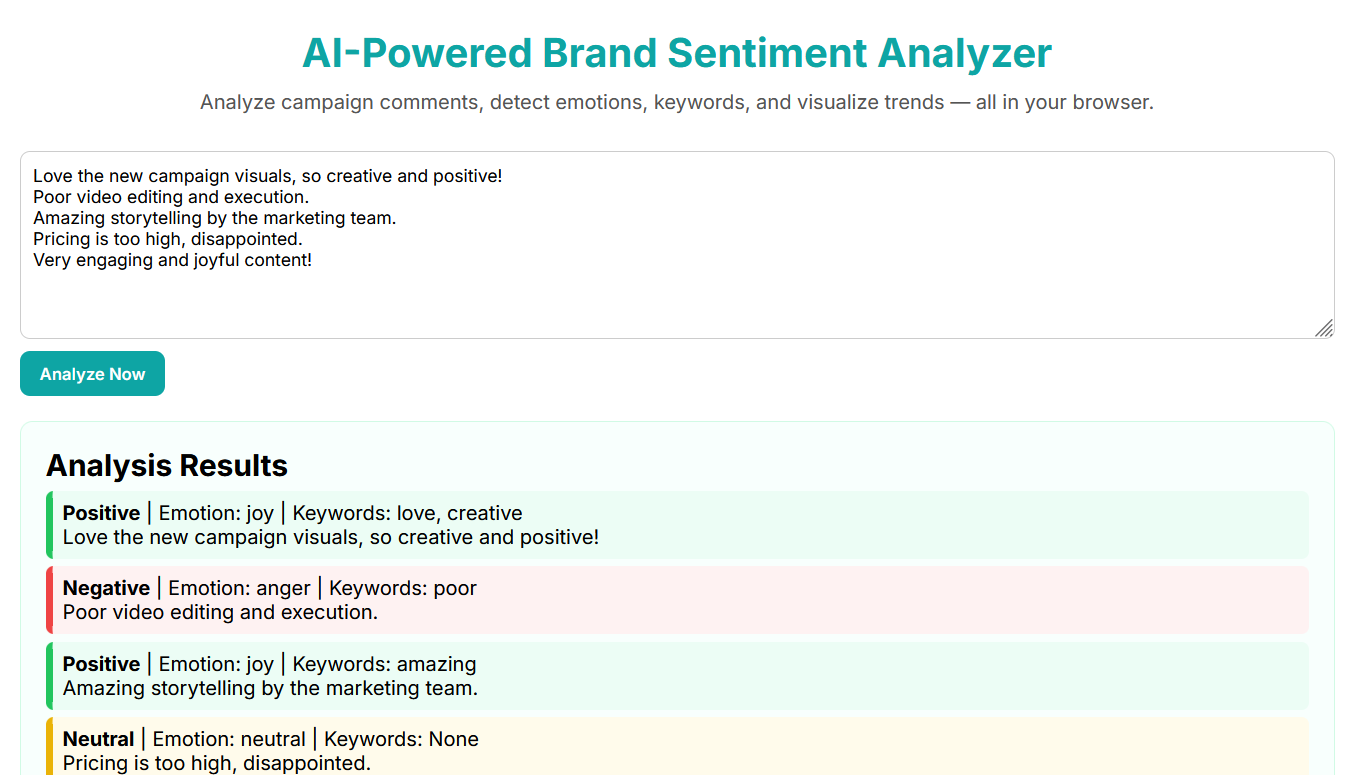 AI-Powered Brand Sentiment Analyzer
Analyze campaign comments, detect emotions, keywords, and visualize trends — all in your browser.
Love the new campaign visuals, so creative and positive!
Poor video editing and execution.
Amazing storytelling by the marketing team.
Pricing is too high, disappointed.
Very engaging and joyful content!
Analyze Now
Analysis Results
Positive | Emotion: joy | Keywords: love, creative
Love the new campaign visuals, so creative and positive!
Negative | Emotion: anger | Keywords: poor
Poor video editing and execution.
Positive | Emotion: joy | Keywords: amazing
Amazing storytelling by the marketing team.
Neutral | Emotion: neutral | Keywords: None
Pricing is too high, disappointed.